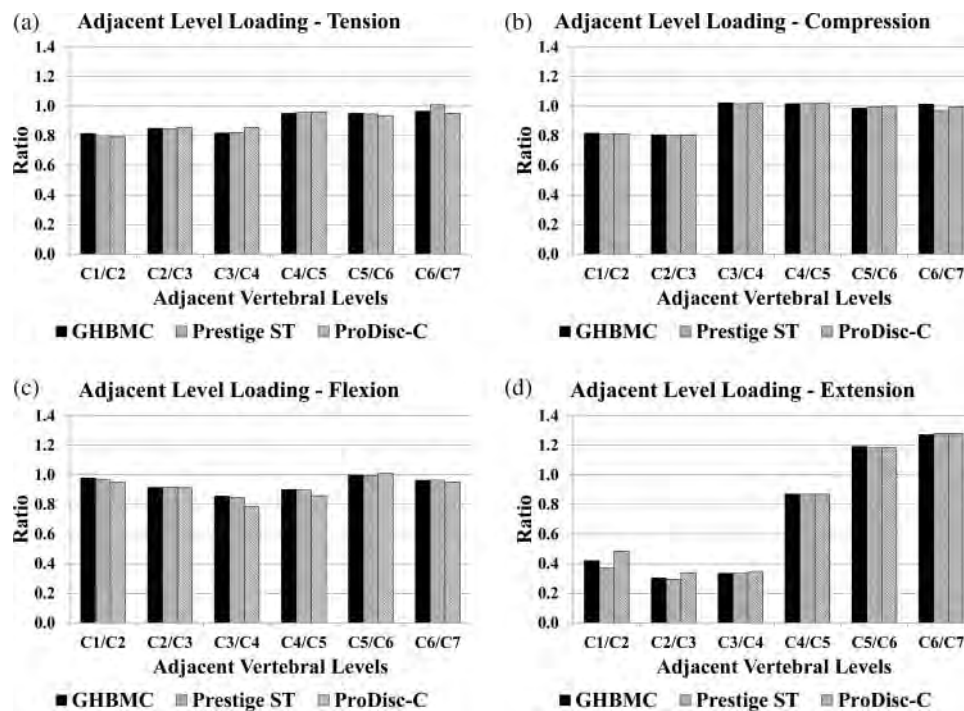 (a) Adjacent Level Loading - Tension
1.4
1.2
1.0
0.8
0.6
0.4
0.2
0.0
Ratio
C1/C2 C2/C3 C3/C4 C4/C5 C5/C6 C6/C7
Adjacent Vertebral Levels
GHBMC Prestige ST ProDisc-C
(b) Adjacent Level Loading - Compression
1.4
1.2
1.0
0.8
0.6
0.4
0.2
0.0
Ratio
C1/C2 C2/C3 C3/C4 C4/C5 C5/C6 C6/C7
Adjacent Vertebral Levels
GHBMC Prestige ST ProDisc-C
(c) Adjacent Level Loading - Flexion
1.4
1.2
1.0
0.8
0.6
0.4
0.2
0.0
Ratio
C1/C2 C2/C3 C3/C4 C4/C5 C5/C6 C6/C7
Adjacent Vertebral Levels
GHBMC Prestige ST ProDisc-C
(d) Adjacent Level Loading - Extension
1.4
1.2
1.0
0.8
0.6
0.4
0.2
0.0
Ratio
C1/C2 C2/C3 C3/C4 C4/C5 C5/C6 C6/C7
Adjacent Vertebral Levels
GHBMC Prestige ST ProDisc-C